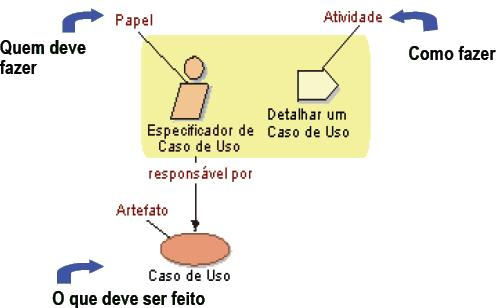 Papel
Atividade
Quem deve
fazer
Como fazer
Especificador de
Caso de Uso
Detalhar um
Caso de Uso
responsável por
Artefato
Caso de Uso
O que deve ser feito